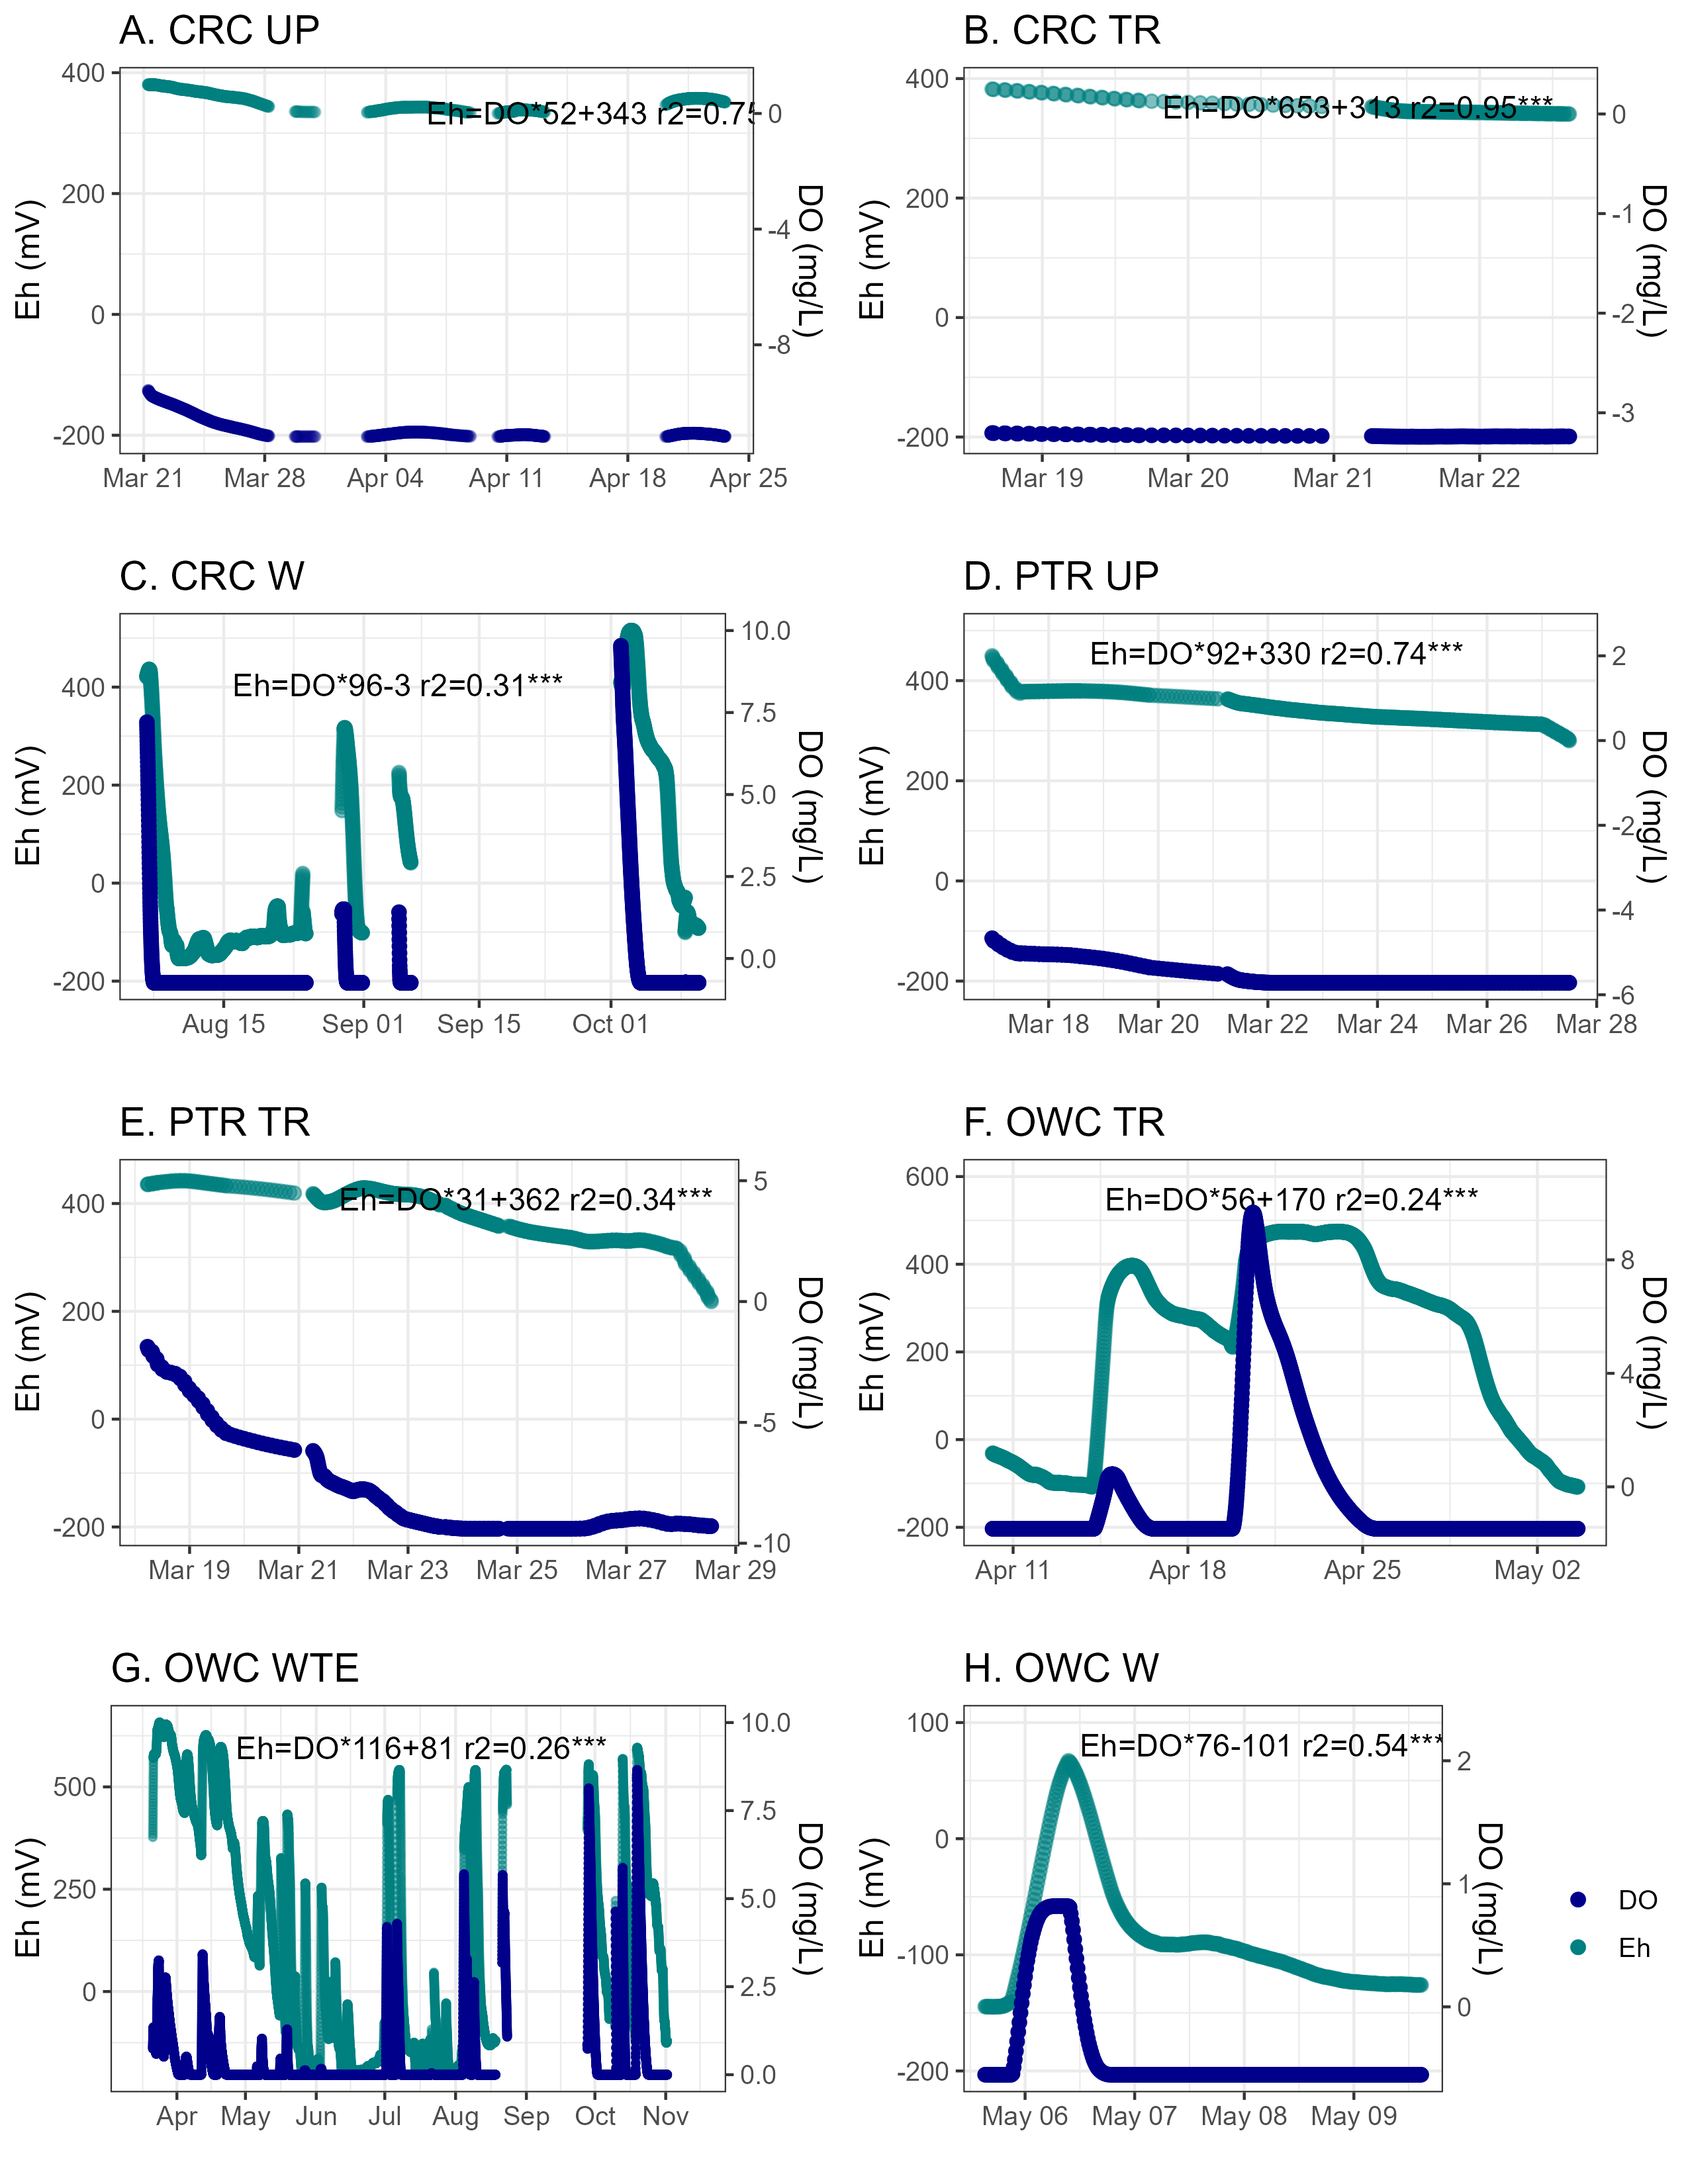 A. CRC UP
Eh=DO*52+343 r2=0.75
400
200
0
-200
0
-4
-8
Eh (mV)
DO (mg/L)
Mar 21 Mar 28 Apr 04 Apr 11 Apr 18 Apr 25
B. CRC TR
Eh=DO*653+313 r2=0.95***
400
200
0
-200
0
-1
-2
-3
Eh (mV)
DO (mg/L)
Mar 19 Mar 20 Mar 21 Mar 22
C. CRC W
Eh=DO*96-3 r2=0.31***
400
200
0
-200
10.0
7.5
5.0
2.5
0.0
Eh (mV)
DO (mg/L)
Aug 15 Sep 01 Sep 15 Oct 01
D. PTR UP
Eh=DO*92+330 r2=0.74***
400
200
0
-200
2
0
-2
-4
-6
Eh (mV)
DO (mg/L)
Mar 18 Mar 20 Mar 22 Mar 24 Mar 26 Mar 28
E. PTR TR
Eh=DO*31+362 r2=0.34***
400
200
0
-200
5
0
-5
-10
Eh (mV)
DO (mg/L)
Mar 19 Mar 21 Mar 23 Mar 25 Mar 27 Mar 29
F. OWC TR
Eh=DO*56+170 r2=0.24***
600
400
200
0
-200
8
4
0
Eh (mV)
DO (mg/L)
Apr 11 Apr 18 Apr 25 May 02
G. OWC WTE
Eh=DO*116+81 r2=0.26***
500
250
0
10.0
7.5
5.0
2.5
0.0
Eh (mV)
DO (mg/L)
Apr May Jun Jul Aug Sep Oct Nov
H. OWC W
Eh=DO*76-101 r2=0.54***
100
0
-100
-200
2
1
0
Eh (mV)
DO (mg/L)
May 06 May 07 May 08 May 09
DO
Eh